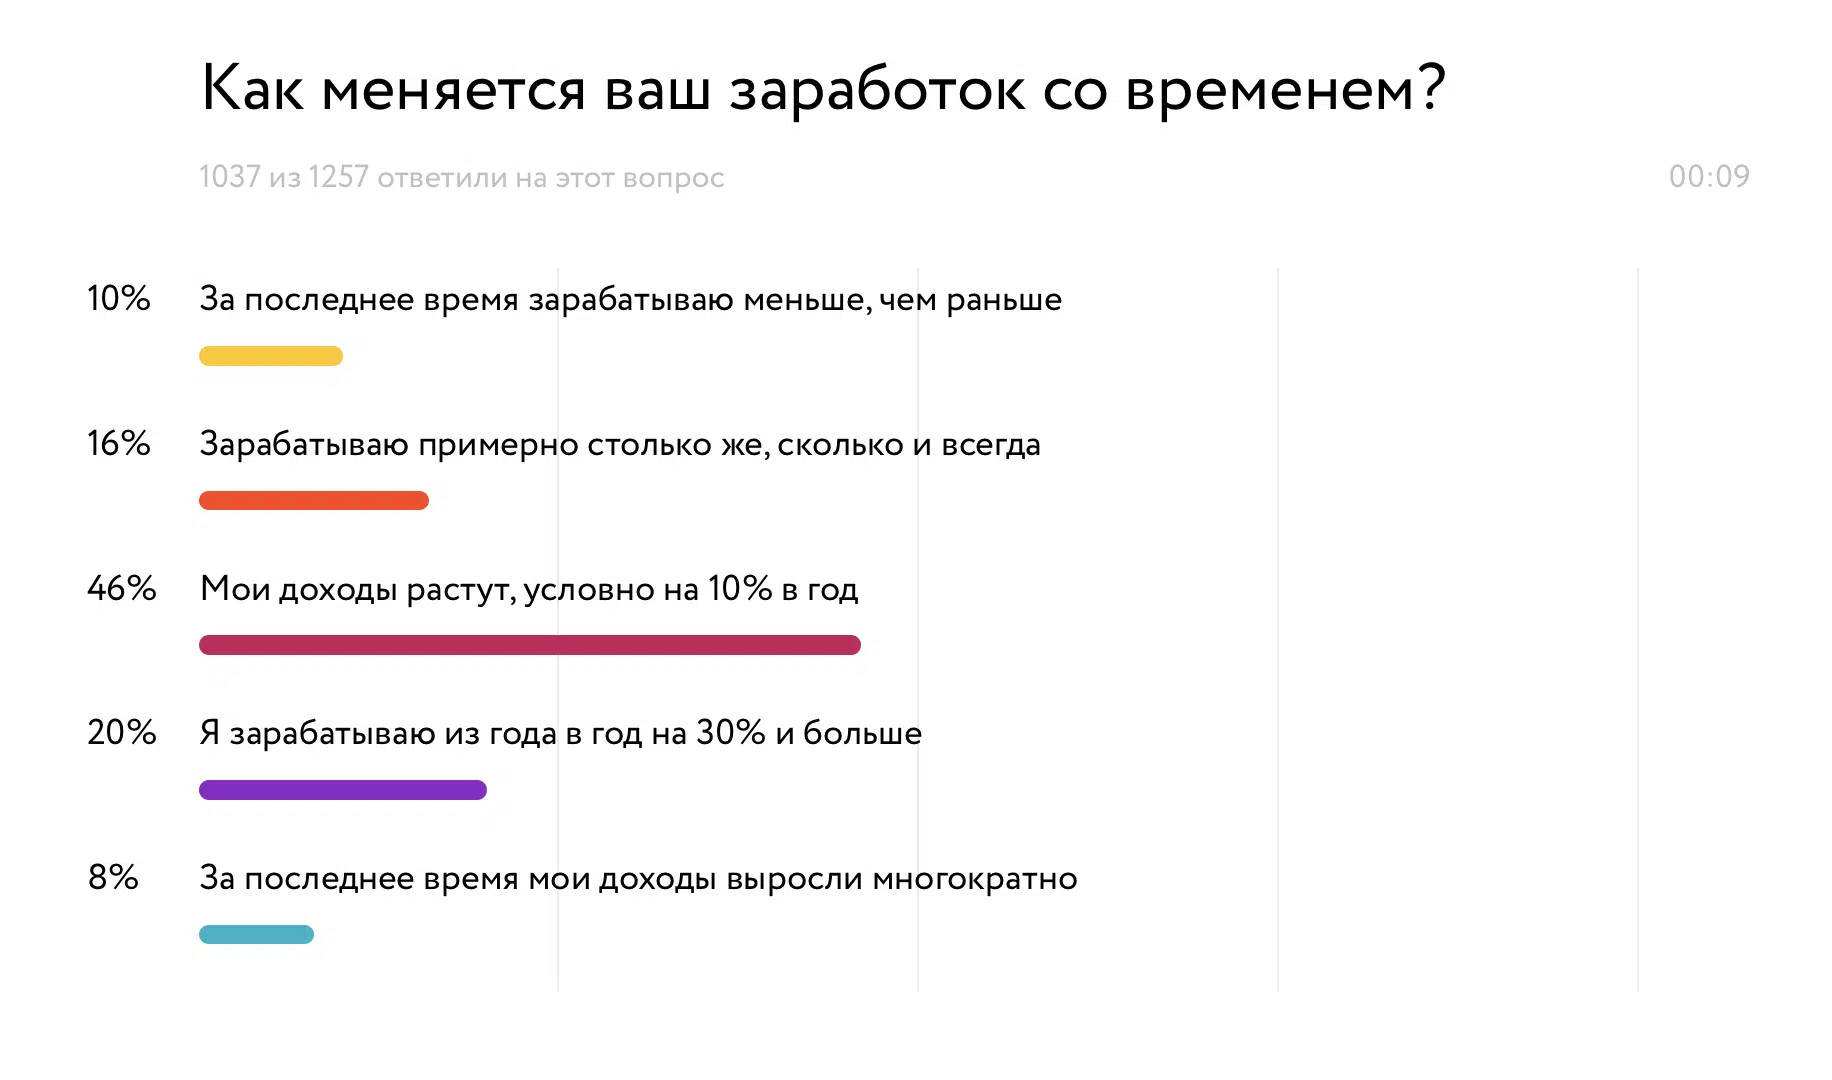 Как меняется ваш заработок со временем?
1037 из 1257 ответили на этот вопрос
00:09
10% За последнее время зарабатываю меньше, чем раньше
16% Зарабатываю примерно столько же, сколько и всегда
46% Мои доходы растут, условно на 10% в год
20% Я зарабатываю из года в год на 30% и больше
8% За последнее время мои доходы выросли многократно